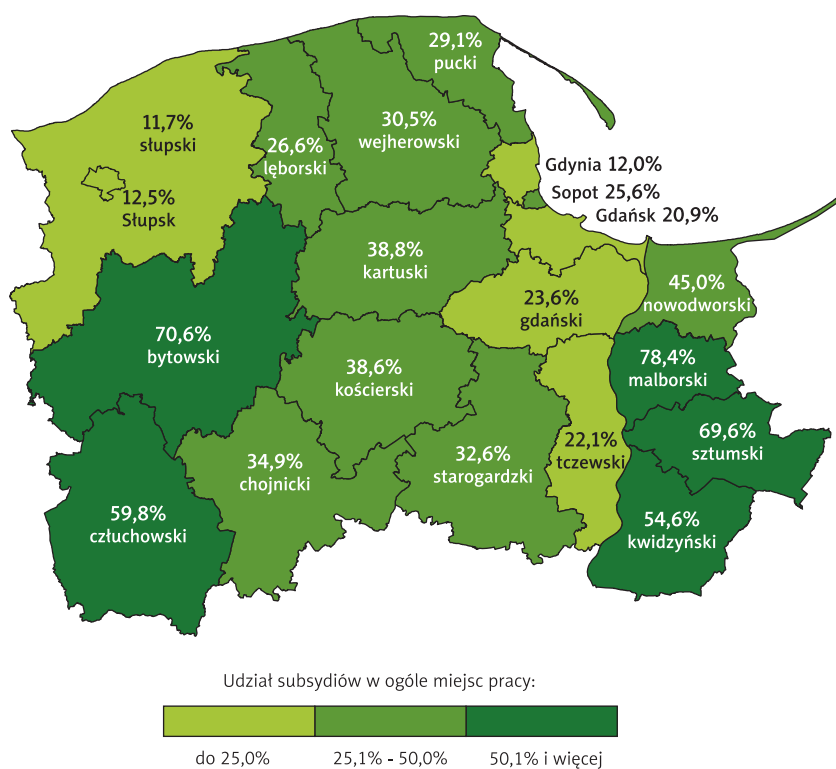 29,1%
pucki
11,7%
słupski
30,5%
wejherowski
26,6%
lęborski
Gdynia 12,0%
Sopot 25,6%
Gdańsk 20,9%
12,5%
Słupsk
38,8%
kartuski
45,0%
nowodworski
23,6%
gdański
70,6%
bytowski
78,4%
malborski
38,6%
kościerski
69,6%
sztumski
22,1%
tczewski
32,6%
starogardzki
34,9%
chojnicki
59,8%
człuchowski
54,6%
kwidzyński
Udział subsydiów w ogóle miejsc pracy:
do 25,0%
25,1% - 50,0%
50,1% i więcej